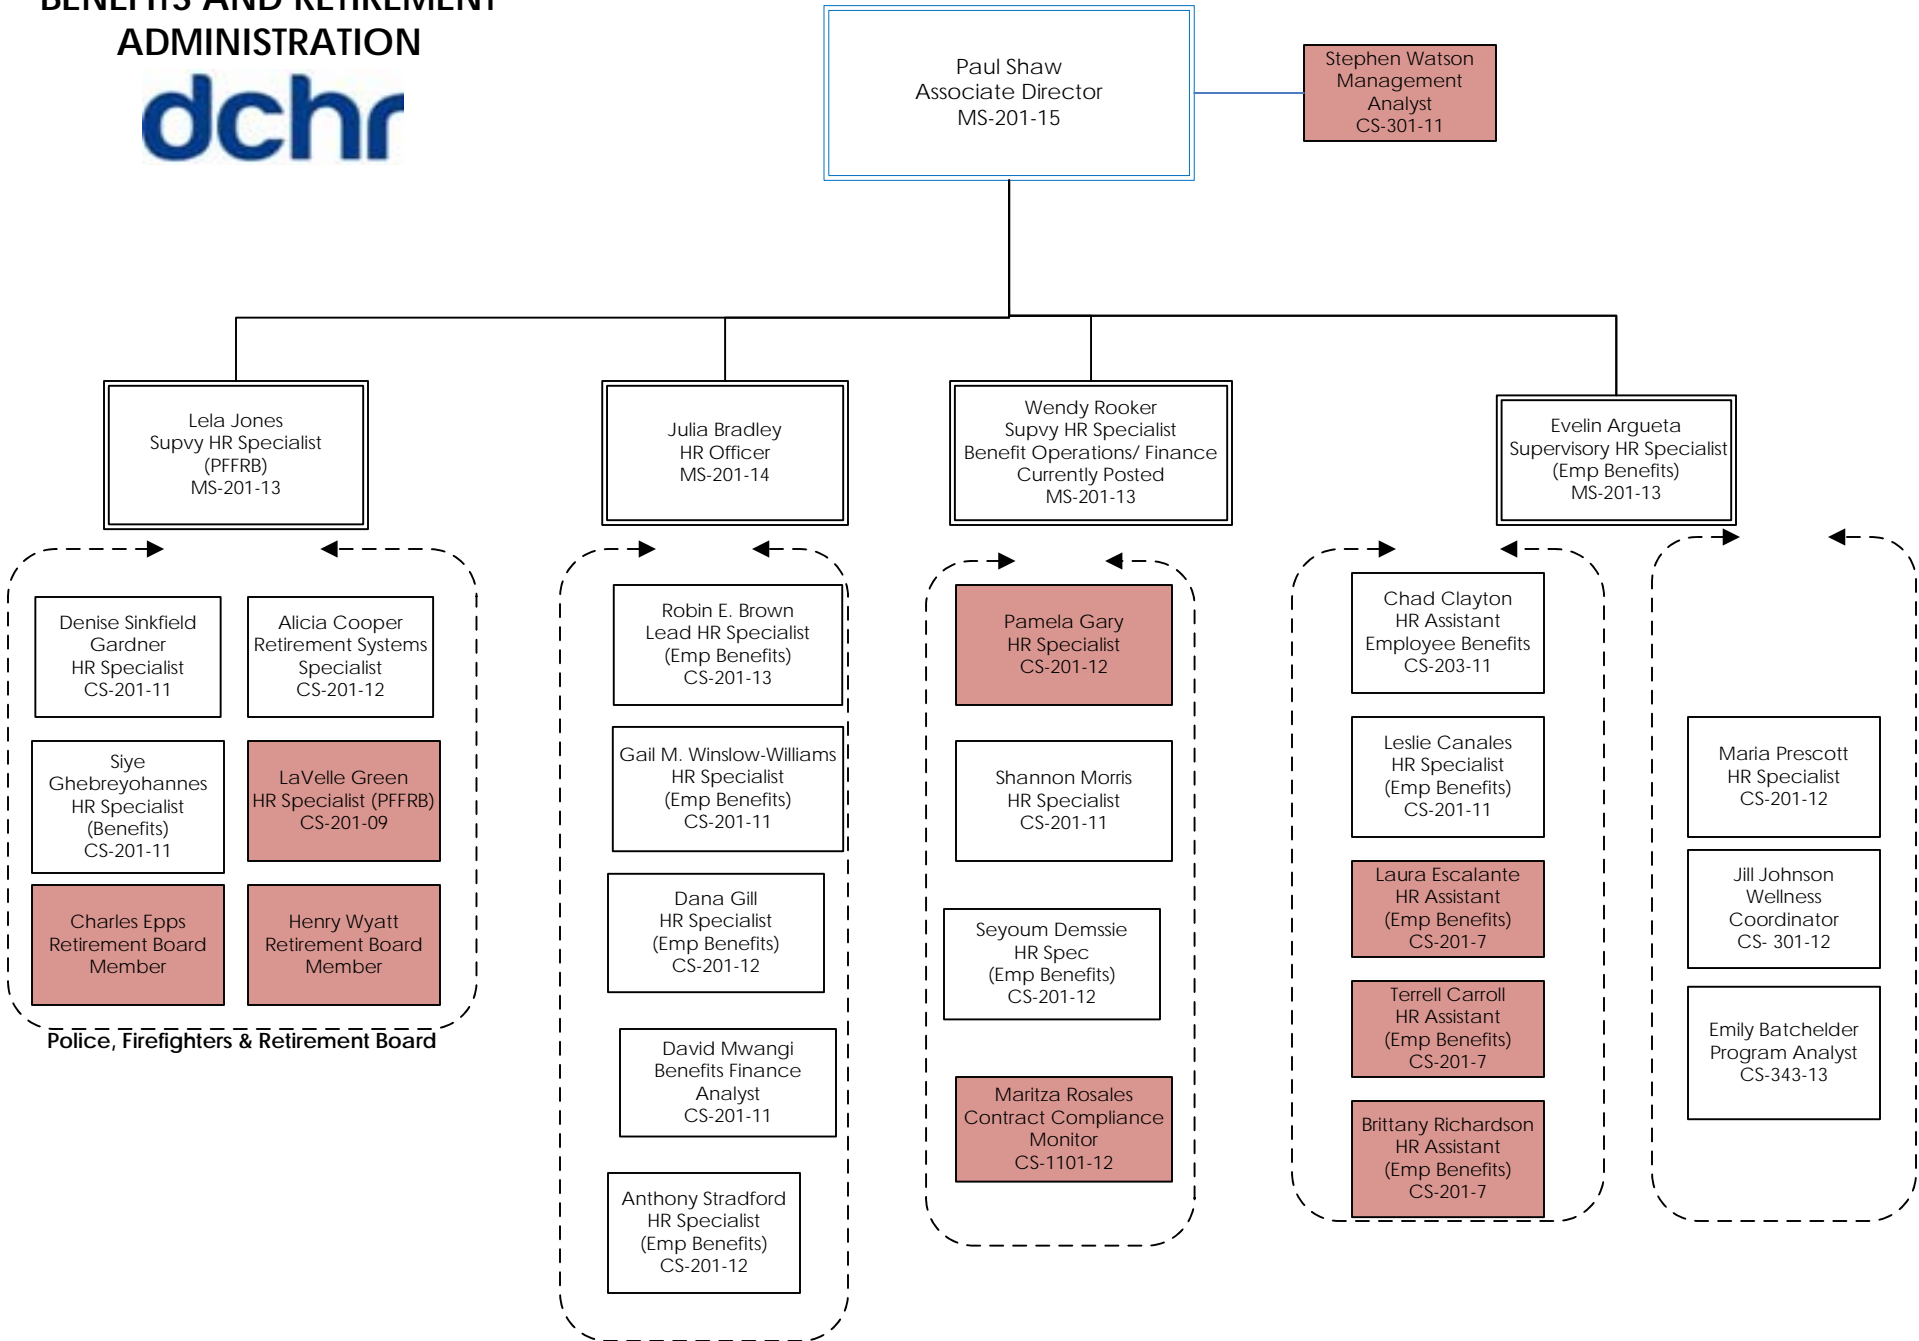 BENEFITS AND RETIREMENT
ADMINISTRATION
dchr
Paul Shaw
Associate Director
MS-201-15
Stephen Watson
Management
Analyst
CS-301-11
Lela Jones
Supvy HR Specialist
(PFFRB)
MS-201-13
Julia Bradley
HR Officer
MS-201-14
Wendy Rooker
Supvy HR Specialist
Benefit Operations/ Finance
Currently Posted
MS-201-13
Evelin Argueta
Supervisory HR Specialist
(Emp Benefits)
MS-201-13
Denise Sinkfield
Gardner
HR Specialist
CS-201-11
Alicia Cooper
Retirement Systems
Specialist
CS-201-12
Siye
Ghebreyohannes
HR Specialist
(Benefits)
CS-201-11
LaVelle Green
HR Specialist (PFFRB)
CS-201-09
Charles Epps
Retirement Board
Member
Henry Wyatt
Retirement Board
Member
Police, Firefighters & Retirement Board
Robin E. Brown
Lead HR Specialist
(Emp Benefits)
CS-201-13
Gail M. Winslow-Williams
HR Specialist
(Emp Benefits)
CS-201-11
Dana Gill
HR Specialist
(Emp Benefits)
CS-201-12
David Mwangi
Benefits Finance
Analyst
CS-201-11
Anthony Stradford
HR Specialist
(Emp Benefits)
CS-201-12
Pamela Gary
HR Specialist
CS-201-12
Shannon Morris
HR Specialist
CS-201-11
Seyoum Demssie
HR Spec
(Emp Benefits)
CS-201-12
Maritza Rosales
Contract Compliance
Monitor
CS-1101-12
Chad Clayton
HR Assistant
Employee Benefits
CS-203-11
Leslie Canales
HR Specialist
(Emp Benefits)
CS-201-11
Laura Escalante
HR Assistant
(Emp Benefits)
CS-201-7
Terrell Carroll
HR Assistant
(Emp Benefits)
CS-201-7
Brittany Richardson
HR Assistant
(Emp Benefits)
CS-201-7
Maria Prescott
HR Specialist
CS-201-12
Jill Johnson
Wellness
Coordinator
CS- 301-12
Emily Batchelder
Program Analyst
CS-343-13